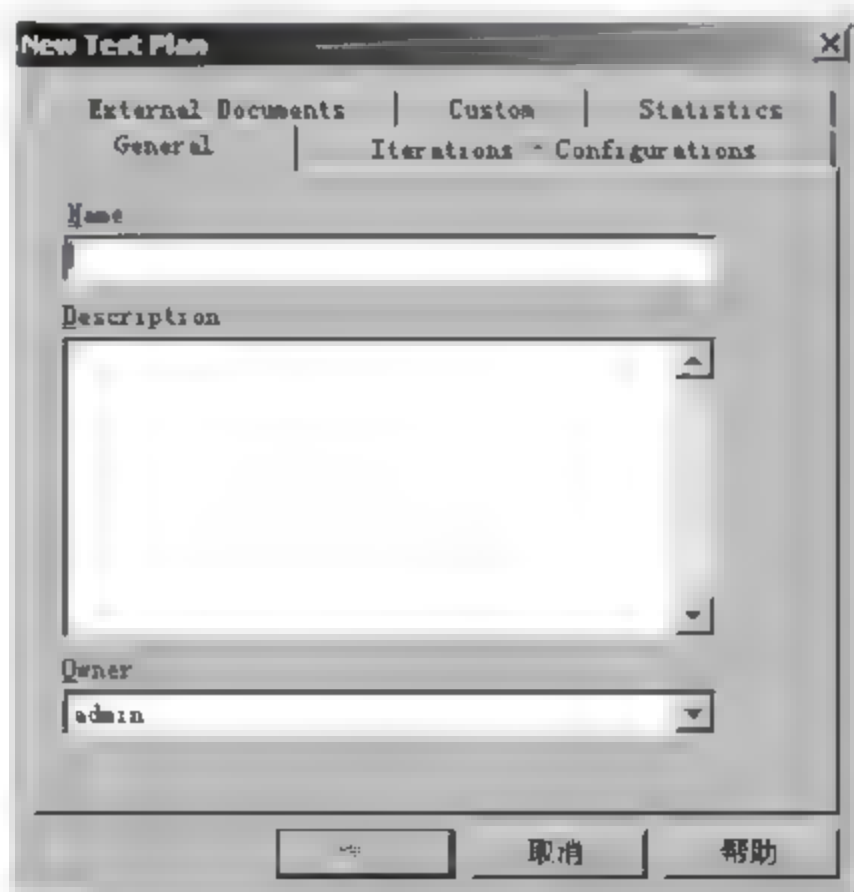 New Test Plan
External Documents Custom Statistics
General Iterations - Configurations
Name
Description
Owner
admin
取消 帮助